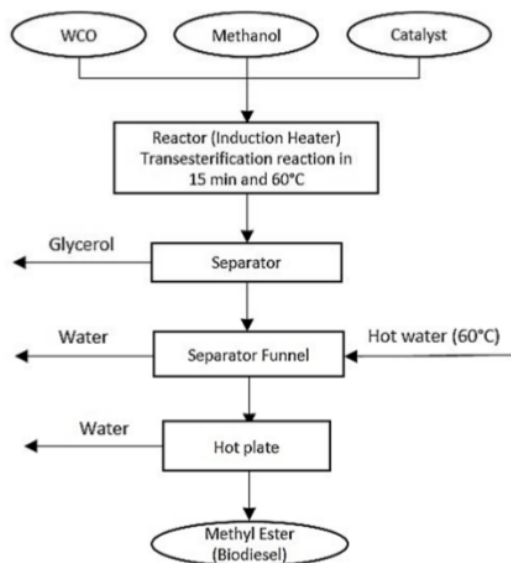 WCO
Methanol
Catalyst
Reactor (Induction Heater)
Transesterification reaction in
15 min and 60°C
Glycerol
Separator
Water
Separator Funnel
Hot water (60°C)
Water
Hot plate
Methyl Ester
(Biodiesel)